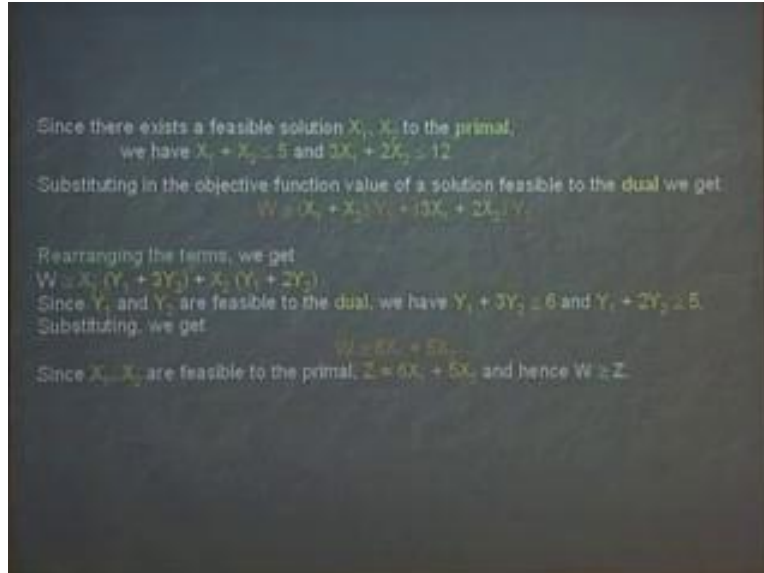 Since there exists a feasible solution X₁, X₂ to the primal,
we have X₁ + X₂ ≤ 5 and 3X₁ + 2X₂ ≤ 12
Substituting in the objective function value of a solution feasible to the dual we get
W ≥ (X₁ + X₂) Y₁ + (3X₁ + 2X₂) Y₂
Rearranging the terms, we get
W ≥ X₁ (Y₁ + 3Y₂) + X₂ (Y₁ + 2Y₂)
Since Y₁ and Y₂ are feasible to the dual, we have Y₁ + 3Y₂ ≥ 6 and Y₁ + 2Y₂ ≥ 5.
Substituting, we get
W ≥ 6X₁ + 5X₂
Since X₁, X₂ are feasible to the primal, Z = 6X₁ + 5X₂ and hence W ≥ Z.